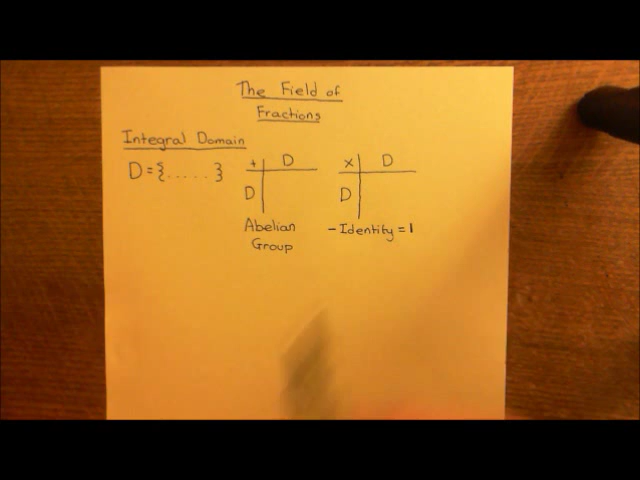 The Field of
Fractions
Integral Domain
D = {.....}
+ D
D
x D
D
Abelian
Group
- Identity = 1